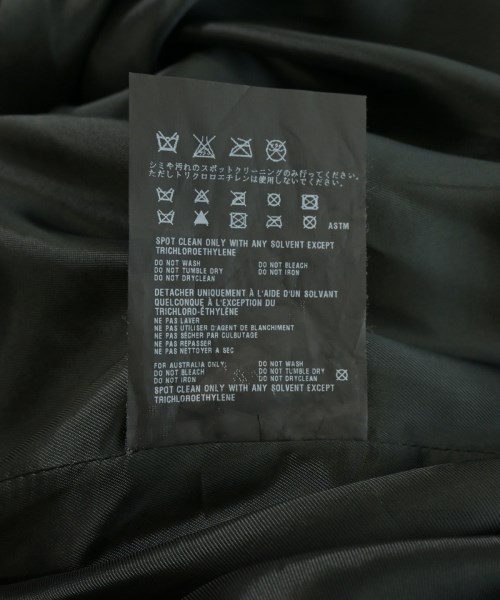 シミや汚れのスポットクリーニングのみ行ってください。
ただしトリクロロエチレンは使用しないでください。
ASTM
SPOT CLEAN ONLY WITH ANY SOLVENT EXCEPT
TRICHLOROETHYLENE
DO NOT WASH DO NOT BLEACH
DO NOT TUMBLE DRY DO NOT IRON
DO NOT DRYCLEAN
DETACHER UNIQUEMENT À L'AIDE D'UN SOLVANT
QUELCONQUE À L'EXCEPTION DU
TRICHLORO-ÉTHYLÈNE
NE PAS LAVER
NE PAS UTILISER D'AGENT DE BLANCHIMENT
NE PAS SÉCHER PAR CULBUTAGE
NE PAS REPASSER
NE PAS NETTOYER A SEC
FOR AUSTRALIA ONLY: DO NOT WASH
DO NOT BLEACH DO NOT TUMBLE DRY
DO NOT IRON DO NOT DRYCLEAN
SPOT CLEAN ONLY WITH ANY SOLVENT EXCEPT
TRICHLOROETHYLENE